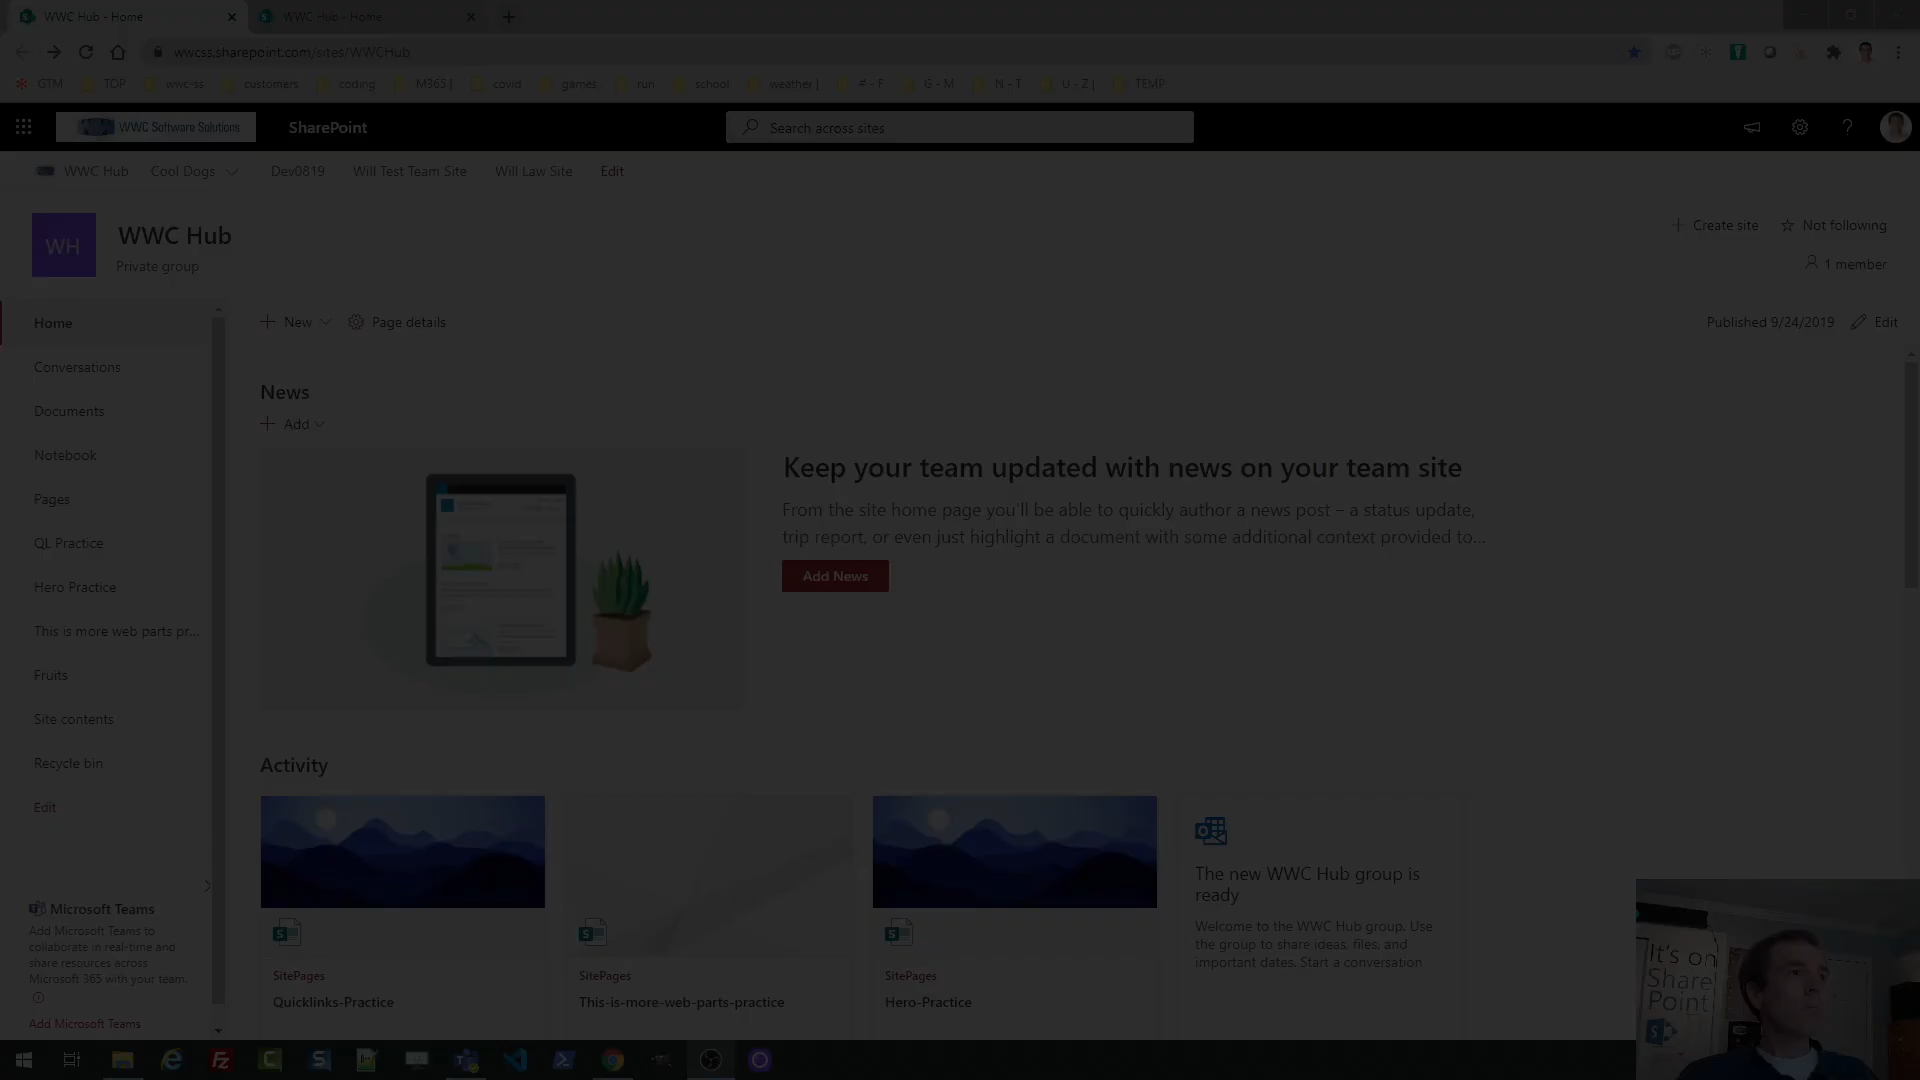 WWC Hub - Home
WWC Hub - Home
wwcss.sharepoint.com/sites/WWCHub
GTM
TDP
wwc-ss
customers
coding
M365 |
covid
games
run
school
weather |
# - F
G - M
N - T
U - Z |
TEMP
WWC Software Solutions
SharePoint
Search across sites
WWC Hub
Cool Dogs
Dev0819
Will Test Team Site
Will Law Site
Edit
WH
WWC Hub
Private group
Create site
Not following
1 member
Home
Conversations
Documents
Notebook
Pages
QL Practice
Hero Practice
This is more web parts pr...
Fruits
Site contents
Recycle bin
Edit
New
Page details
Published 9/24/2019
Edit
News
Add
Keep your team updated with news on your team site
From the site home page you'll be able to quickly author a news post – a status update,
trip report, or even just highlight a document with some additional context provided to...
Add News
Activity
SitePages
Quicklinks-Practice
SitePages
This-is-more-web-parts-practice
SitePages
Hero-Practice
The new WWC Hub group is
ready
Welcome to the WWC Hub group. Use
the group to share ideas, files, and
important dates. Start a conversation
Microsoft Teams
Add Microsoft Teams to
collaborate in real-time and
share resources across
Microsoft 365 with your team.
Add Microsoft Teams
It's on
Share
Point